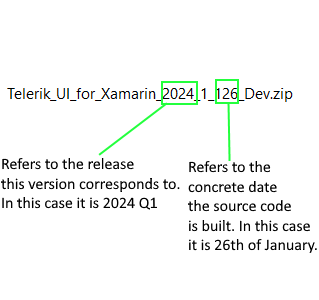 Telerik_UI_for_Xamarin_2024_1_126_Dev.zip
Refers to the release
this version corresponds to.
In this case it is 2024 Q1
Refers to the
concrete date
the source code
is built. In this case
it is 26th of January.